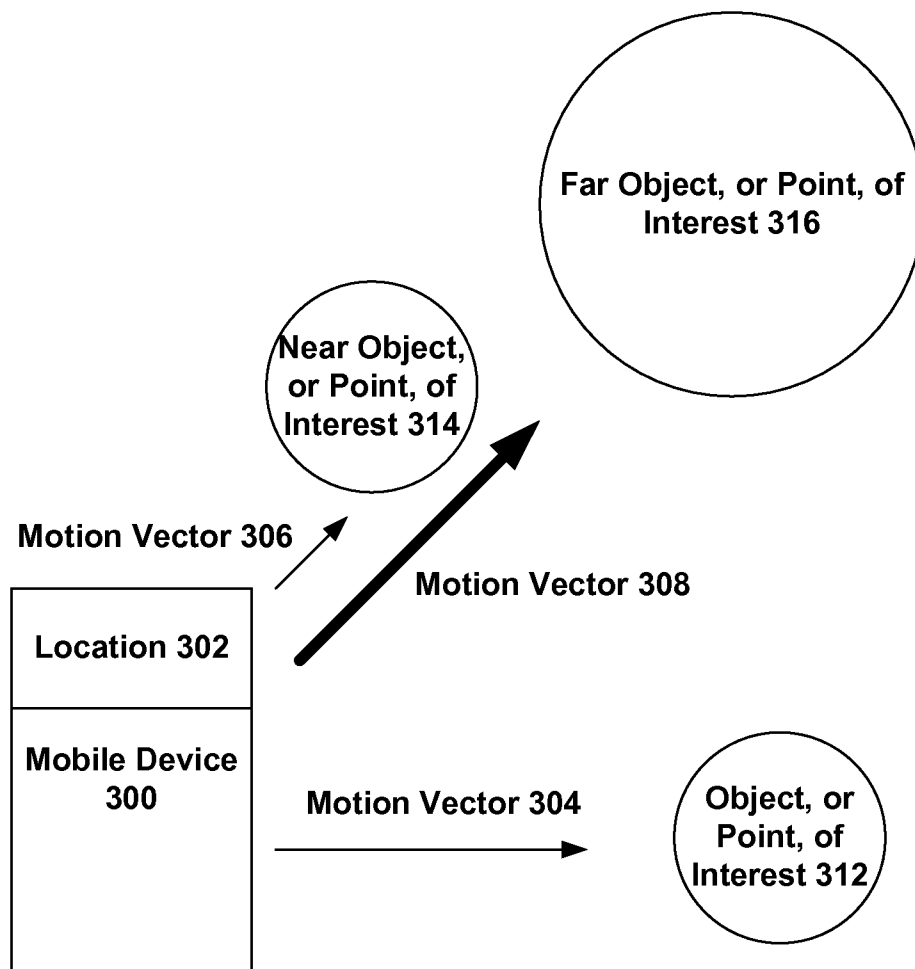 Far Object, or Point, of
Interest 316
Near Object,
or Point, of
Interest 314
Motion Vector 306
Motion Vector 308
Location 302
Mobile Device
300
Motion Vector 304
Object, or
Point, of
Interest 312